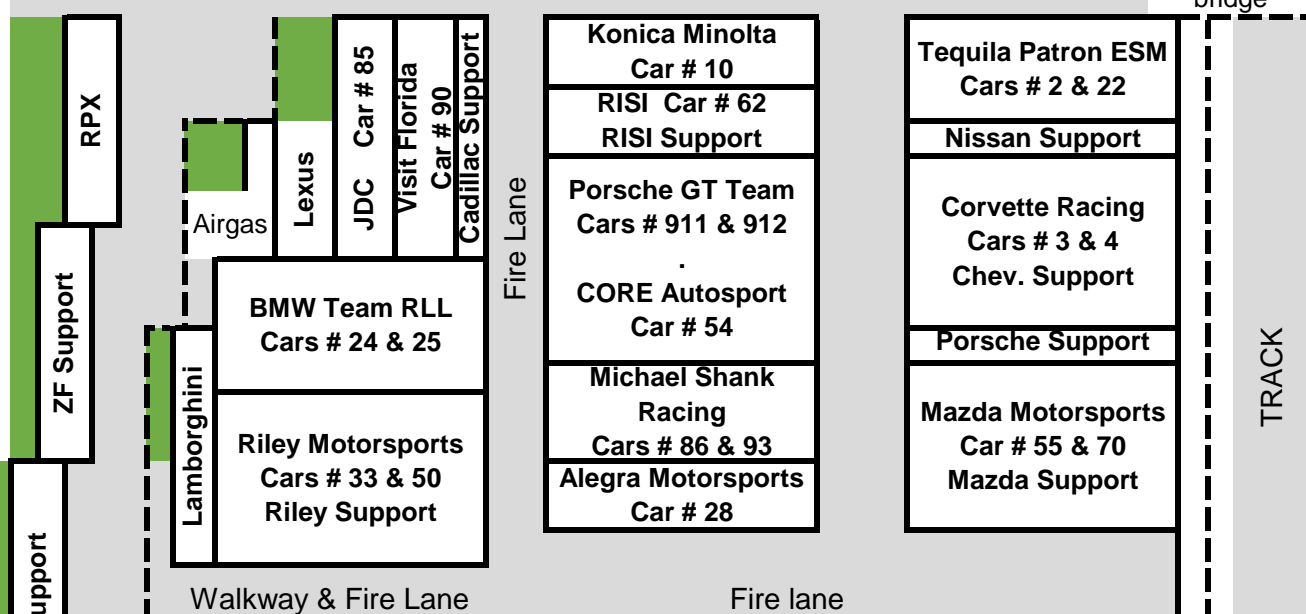 bridge
RPX
ZF Support
upport
Airgas
Lexus
JDC Car # 85
Visit Florida
Car # 90
Cadillac Support
BMW Team RLL
Cars # 24 & 25
Lamborghini
Riley Motorsports
Cars # 33 & 50
Riley Support
Walkway & Fire Lane
Fire Lane
Konica Minolta
Car # 10
RISI Car # 62
RISI Support
Porsche GT Team
Cars # 911 & 912
.
CORE Autosport
Car # 54
Michael Shank
Racing
Cars # 86 & 93
Alegra Motorsports
Car # 28
Fire lane
Tequila Patron ESM
Cars # 2 & 22
Nissan Support
Corvette Racing
Cars # 3 & 4
Chev. Support
Porsche Support
Mazda Motorsports
Car # 55 & 70
Mazda Support
TRACK